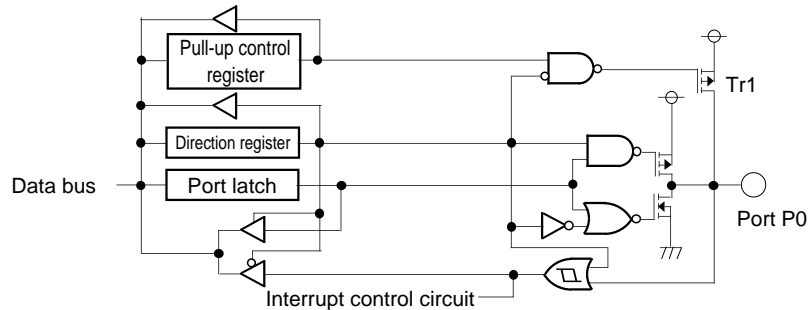 Pull-up control
register
Tr1
Direction register
Data bus
Port latch
Port P0
Interrupt control circuit